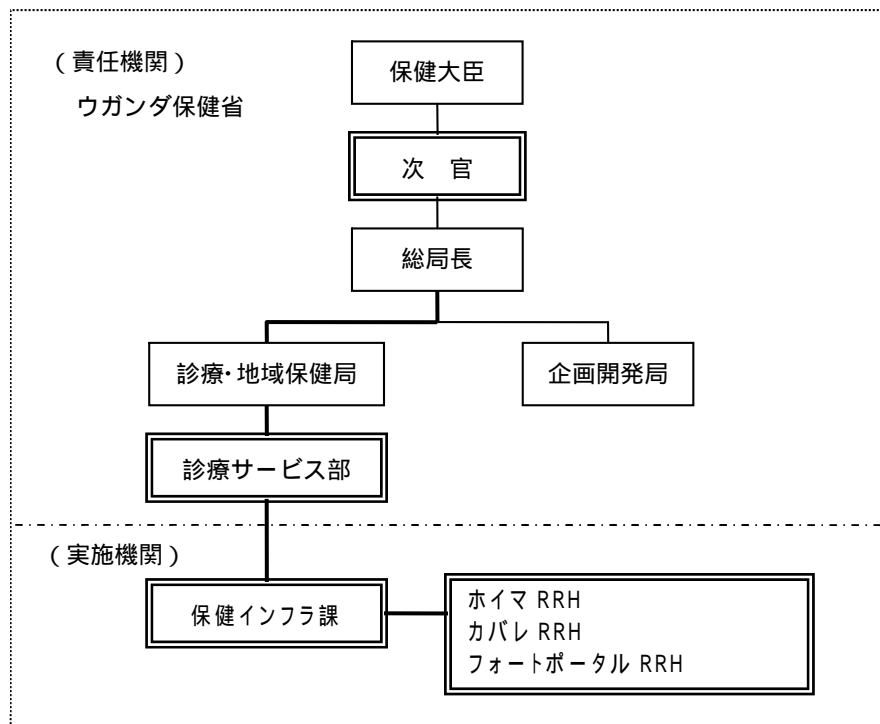 （責任機関）
ウガンダ保健省
保健大臣
次　官
総局長
診療・地域保健局
企画開発局
診療サービス部
（実施機関）
保健インフラ課
ホイマ RRH
カバレ RRH
フォートポータル RRH